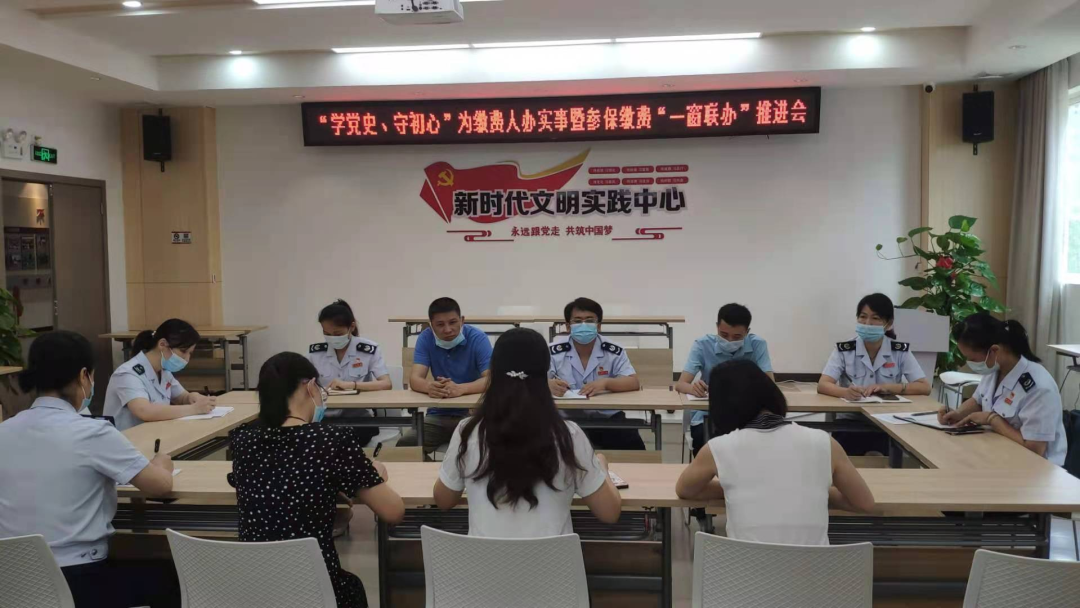 “学党史、守初心”为缴费人办实事暨参保缴费“一窗联办”推进会
新时代文明实践中心
永远跟党走 共筑中国梦